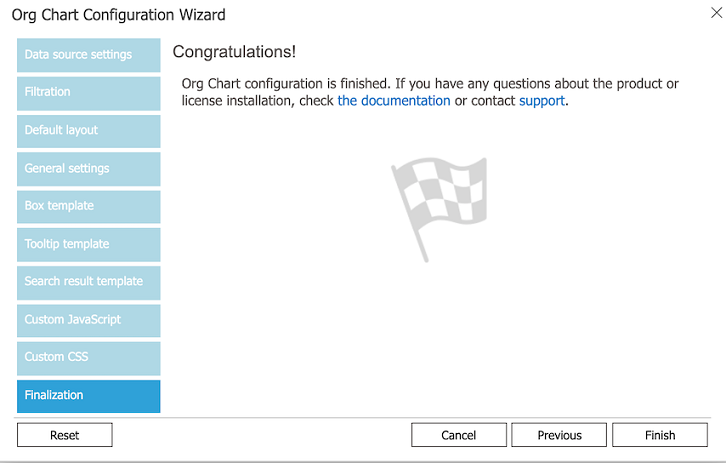 Org Chart Configuration Wizard
Data source settings
Filtration
Default layout
General settings
Box template
Tooltip template
Search result template
Custom JavaScript
Custom CSS
Finalization
Congratulations!
Org Chart configuration is finished. If you have any questions about the product or
license installation, check the documentation or contact support.
Reset
Cancel
Previous
Finish